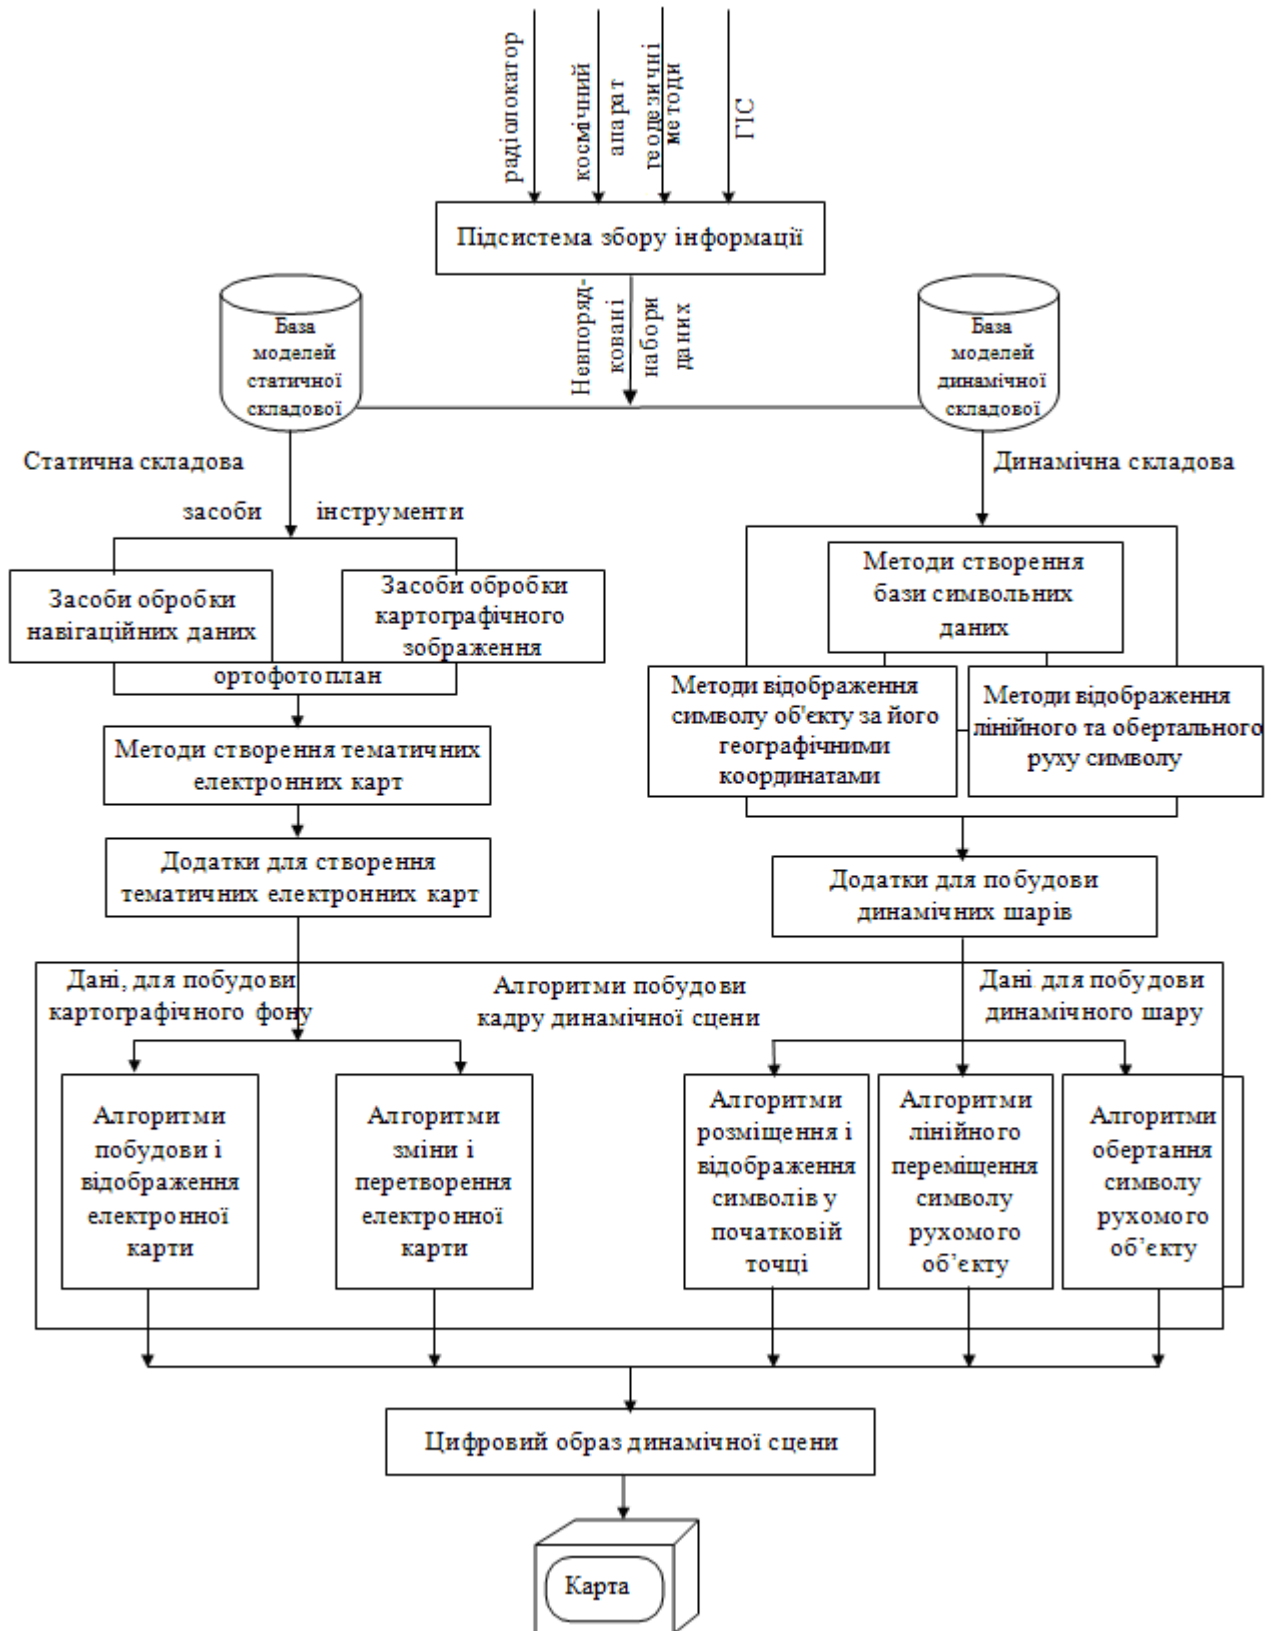 радіолокатор
космічний
апарат
геодезичні
методи
ГІС
Підсистема збору інформації
База
моделей
статичної
складової
Невпоряд-
ковані
набори
даних
База
моделей
динамічної
складової
Статична складова
Динамічна складова
засоби
інструменти
Засоби обробки
навігаційних даних
Засоби обробки
картографічного
зображення
Методи створення
бази символьних
даних
ортофотоплан
Методи відображення
символу об'єкту за його
географічними
координатами
Методи відображення
лінійного та обертального
руху символу
Методи створення тематичних
електронних карт
Додатки для створення
тематичних електронних карт
Додатки для побудови
динамічних шарів
Дані, для побудови
картографічного фону
Алгоритми побудови
кадру динамічної сцени
Дані для побудови
динамічного шару
Алгоритми
побудови і
відображення
електронної
карти
Алгоритми
зміни і
перетворення
електронної
карти
Алгоритми
розміщення і
відображення
символів у
початковій
точці
Алгоритми
лінійного
переміщення
символу
рухомого
об’єкту
Алгоритми
обертання
символу
рухомого
об’єкту
Цифровий образ динамічної сцени
Карта